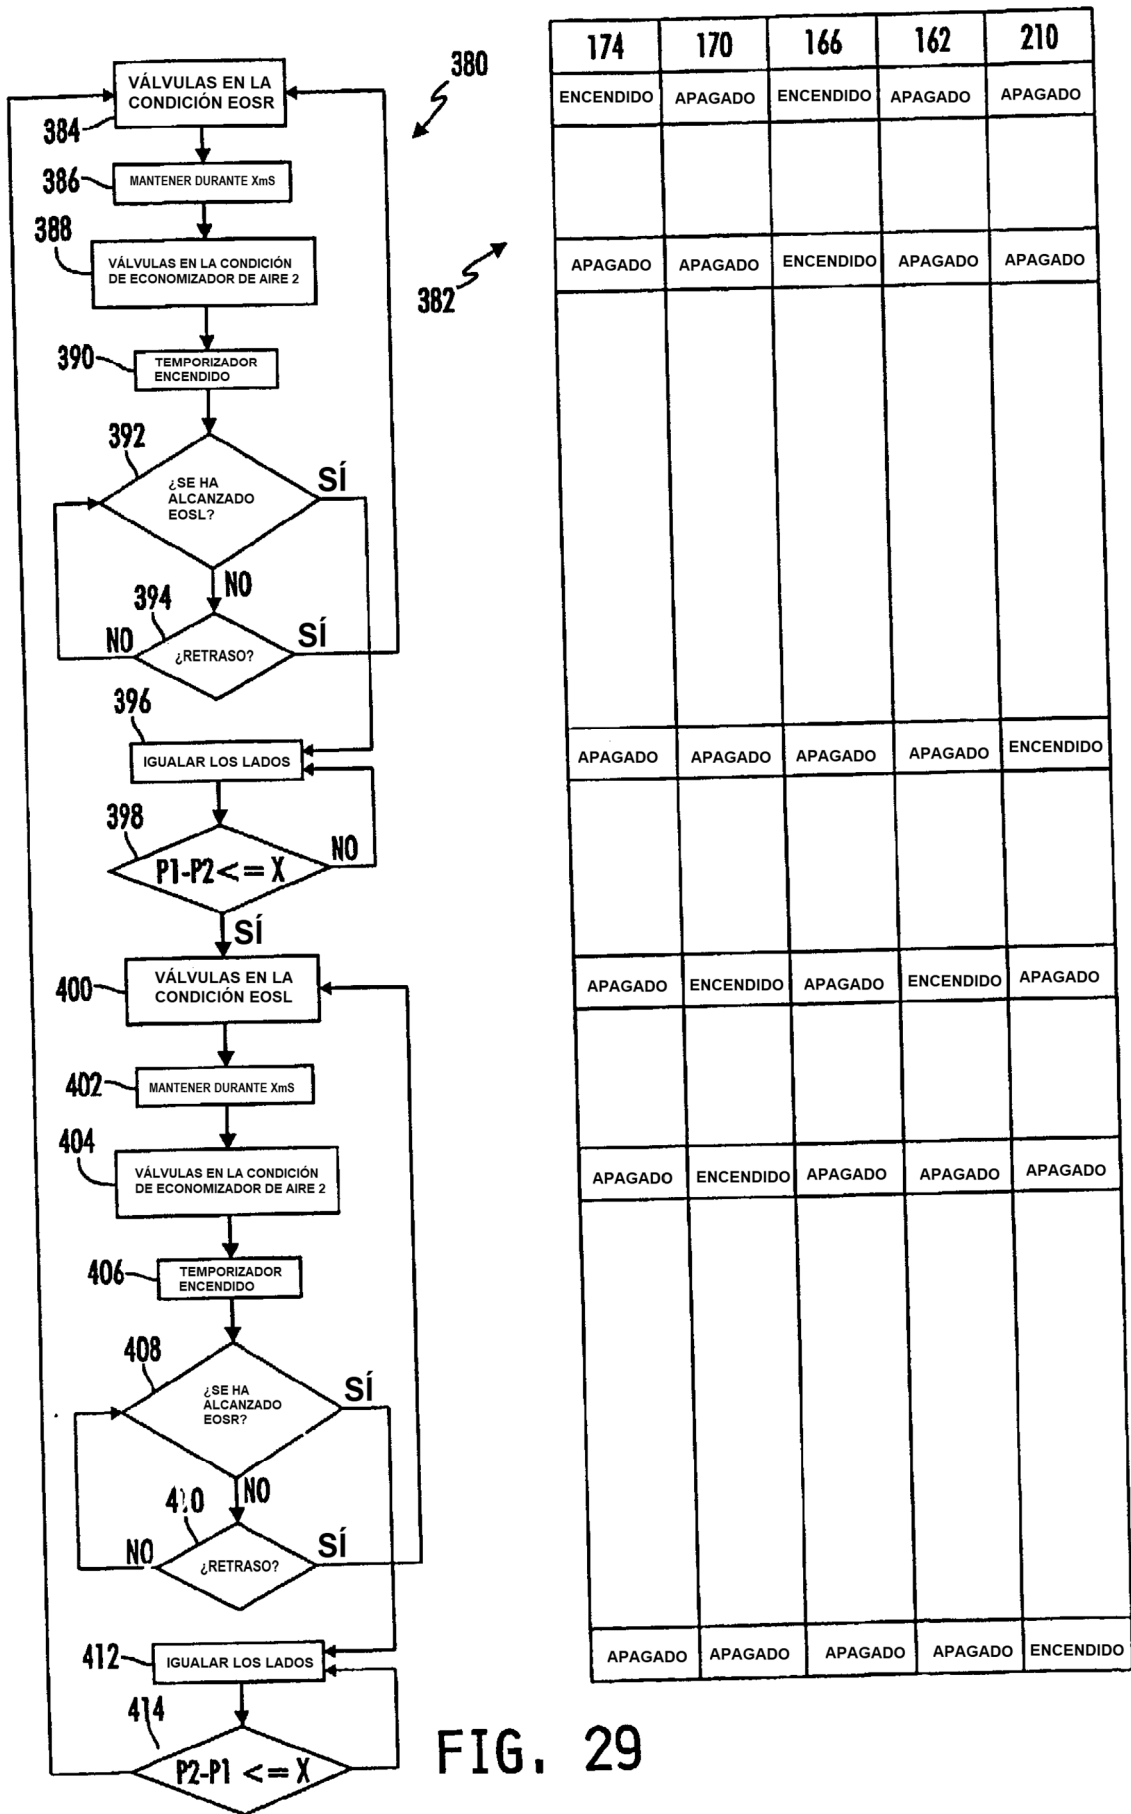 380
VÁLVULAS EN LA
CONDICIÓN EOSR
384
386
MANTENER DURANTE XmS
388
VÁLVULAS EN LA CONDICIÓN
DE ECONOMIZADOR DE AIRE 2
382
390
TEMPORIZADOR
ENCENDIDO
392
¿SE HA
ALCANZADO
EOSL?
SÍ
NO
394
NO
¿RETRASO?
SÍ
396
IGUALAR LOS LADOS
398
P1-P2 <= X
NO
SÍ
400
VÁLVULAS EN LA
CONDICIÓN EOSL
402
MANTENER DURANTE XmS
404
VÁLVULAS EN LA CONDICIÓN
DE ECONOMIZADOR DE AIRE 2
406
TEMPORIZADOR
ENCENDIDO
408
¿SE HA
ALCANZADO
EOSR?
SÍ
NO
410
NO
¿RETRASO?
SÍ
412
IGUALAR LOS LADOS
414
P2-P1 <= X
174 170 166 162 210
ENCENDIDO APAGADO ENCENDIDO APAGADO APAGADO
APAGADO APAGADO ENCENDIDO APAGADO APAGADO
APAGADO APAGADO APAGADO APAGADO ENCENDIDO
APAGADO ENCENDIDO APAGADO ENCENDIDO APAGADO
APAGADO ENCENDIDO APAGADO APAGADO APAGADO
APAGADO APAGADO APAGADO APAGADO ENCENDIDO
FIG. 29